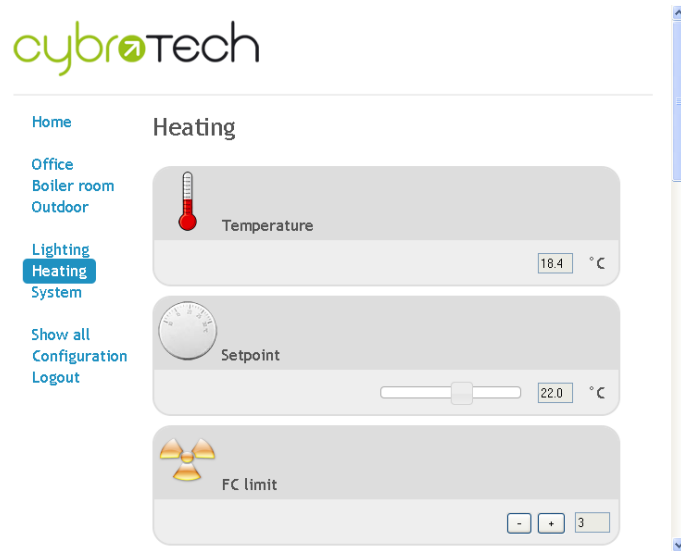 cybrotech
Home
Heating
Office
Boiler room
Outdoor
Lighting
Heating
System
Show all
Configuration
Logout
Temperature
18.4 °C
Setpoint
22.0 °C
FC limit
- + 3